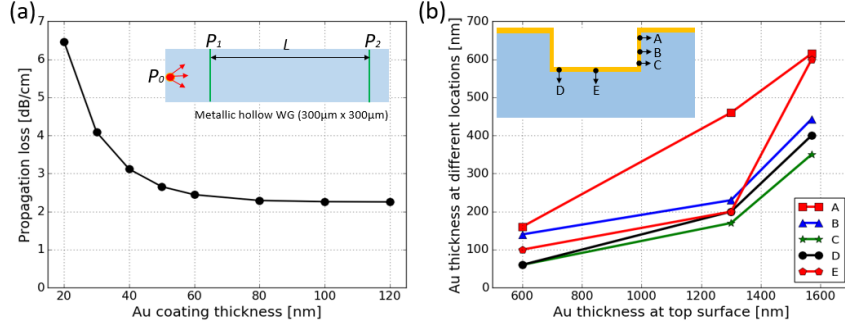 (a)
7
6
5
4
3
2
1
0
Propagation loss [dB/cm]
20 40 60 80 100 120
Au coating thickness [nm]
P0
P1
L
P2
Metallic hollow WG (300μm x 300μm)
(b)
700
600
500
400
300
200
100
0
Au thickness at different locations [nm]
600 800 1000 1200 1400 1600
Au thickness at top surface [nm]
A
B
C
D
E
A
B
C
D
E